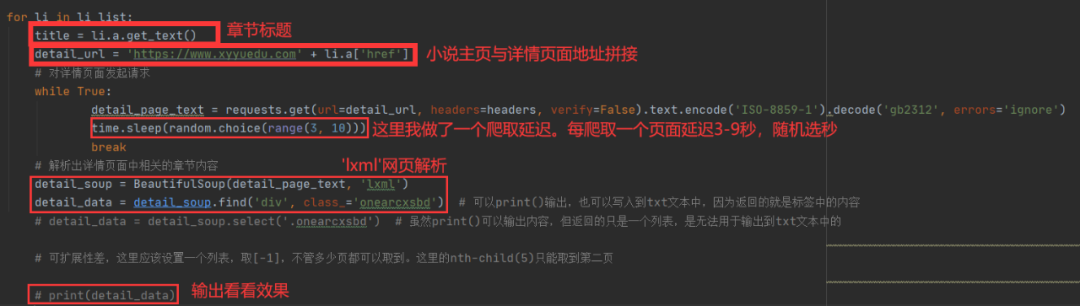 for li in li_list:
title = li.a.get_text() 章节标题
detail_url = 'https://www.xyyuedu.com' + li.a['href'] 小说主页与详情页面地址拼接
# 对详情页面发起请求
while True:
detail_page_text = requests.get(url=detail_url, headers=headers, verify=False).text.encode('ISO-8859-1').decode('gb2312', errors='ignore')
time.sleep(random.choice(range(3, 10))) 这里我做了一个爬取延迟。每爬取一个页面延迟3-9秒，随机选秒
break
'lxml'网页解析
# 解析出详情页面中相关的章节内容
detail_soup = BeautifulSoup(detail_page_text, 'lxml')
detail_data = detail_soup.find('div', class_='onearcxsbd') # 可以print()输出，也可以写入到txt文本中，因为返回的就是标签中的内容
# detail_data = detail_soup.select('.onearcxsbd') # 虽然print()可以输出内容，但返回的只是一个列表，是无法用于输出到txt文本中的
# 可扩展性差，这里应该设置一个列表，取[-1]，不管多少页都可以取到。这里的nth-child(5)只能取到第二页
# print(detail_data) 输出看看效果